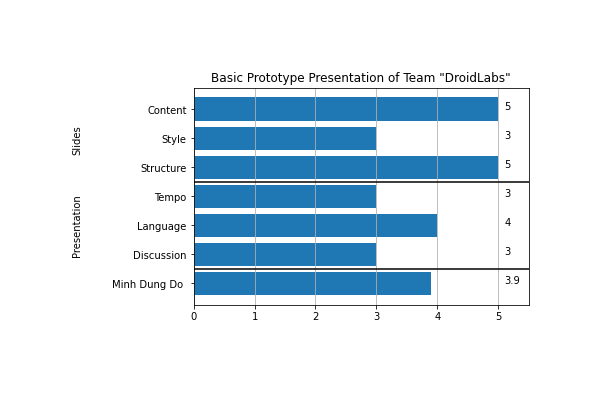 Basic Prototype Presentation of Team "DroidLabs"
Slides
Content 5
Style 3
Structure 5
Presentation
Tempo 3
Language 4
Discussion 3
Minh Dung Do 3.9
0 1 2 3 4 5